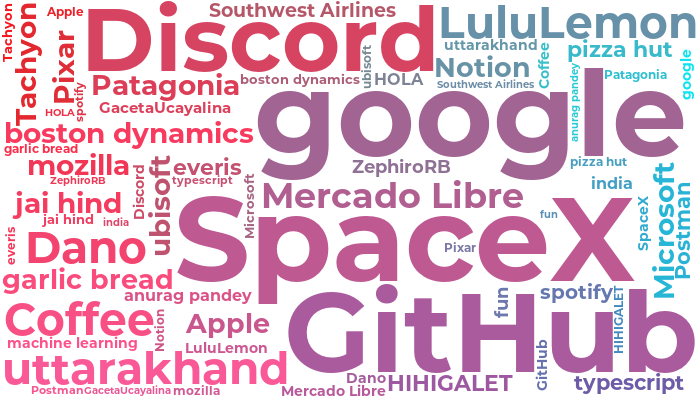 Tachyon
Apple
Southwest Airlines
Discord
LuluLemon
Tachyon
Pixar
spotify
HOLA
Patagonia
GacetaUcayalina
boston dynamics
ubisoft
HOLA
uttarakhand
Notion
Southwest Airlines
Coffee
pizza hut
anurag pandey
Patagonia
google
google
boston dynamics
garlic bread
mozilla
ZephiroRB
Discord
ubisoft
everis
typescript
ZephiroRB
pizza hut
india
jai hind
jai hind
india
Microsoft
Mercado Libre
fun
SpaceX
Microsoft
Postman
everis
Dano
SpaceX
Pixar
garlic bread
anurag pandey
Coffee
Notion
Apple
GitHub
fun
spotify
HIHIGALET
machine learning
LuluLemon
uttarakhand
Dano
HIHIGALET
GitHub
typescript
Postman
GacetaUcayalina
mozilla
Mercado Libre